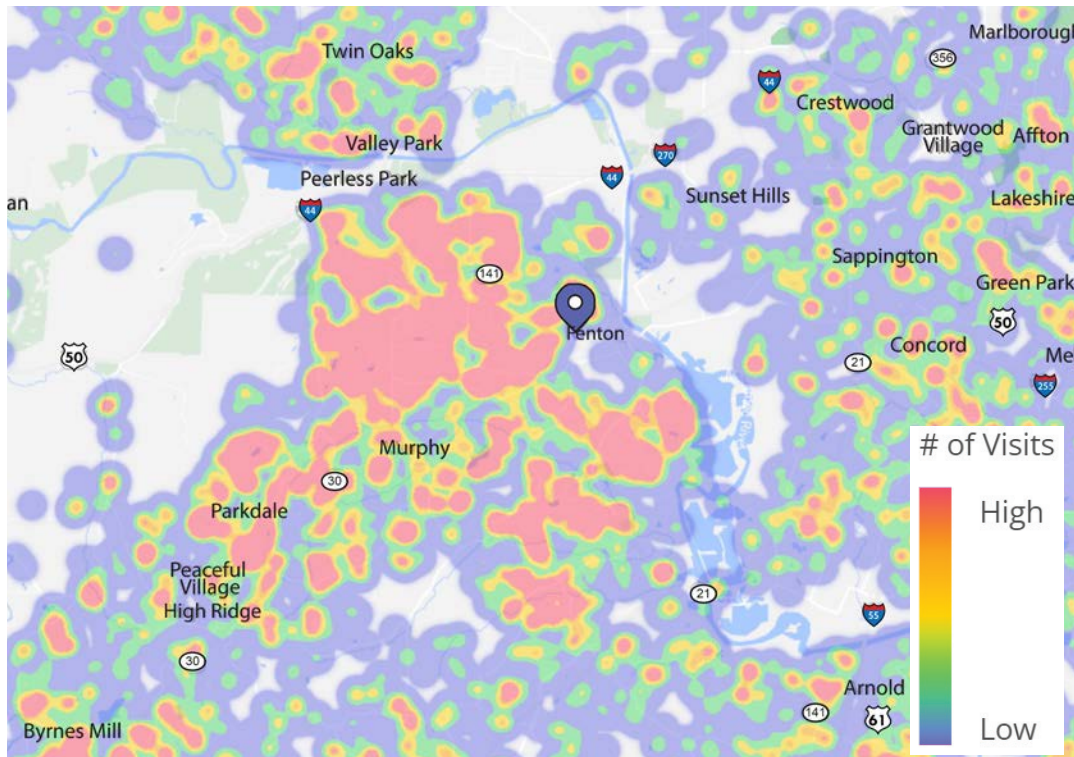 Twin Oaks
Marlborough
356
44
Crestwood
Grantwood
Village
Affton
Valley Park
270
44
Peerless Park
an
44
Sunset Hills
Lakeshire
Sappington
141
Green Park
50
Fenton
50
Concord
21
Me
255
Murphy
# of Visits
High
Low
30
Parkdale
Peaceful
Village
High Ridge
21
55
30
Arnold
141
61
Byrnes Mill